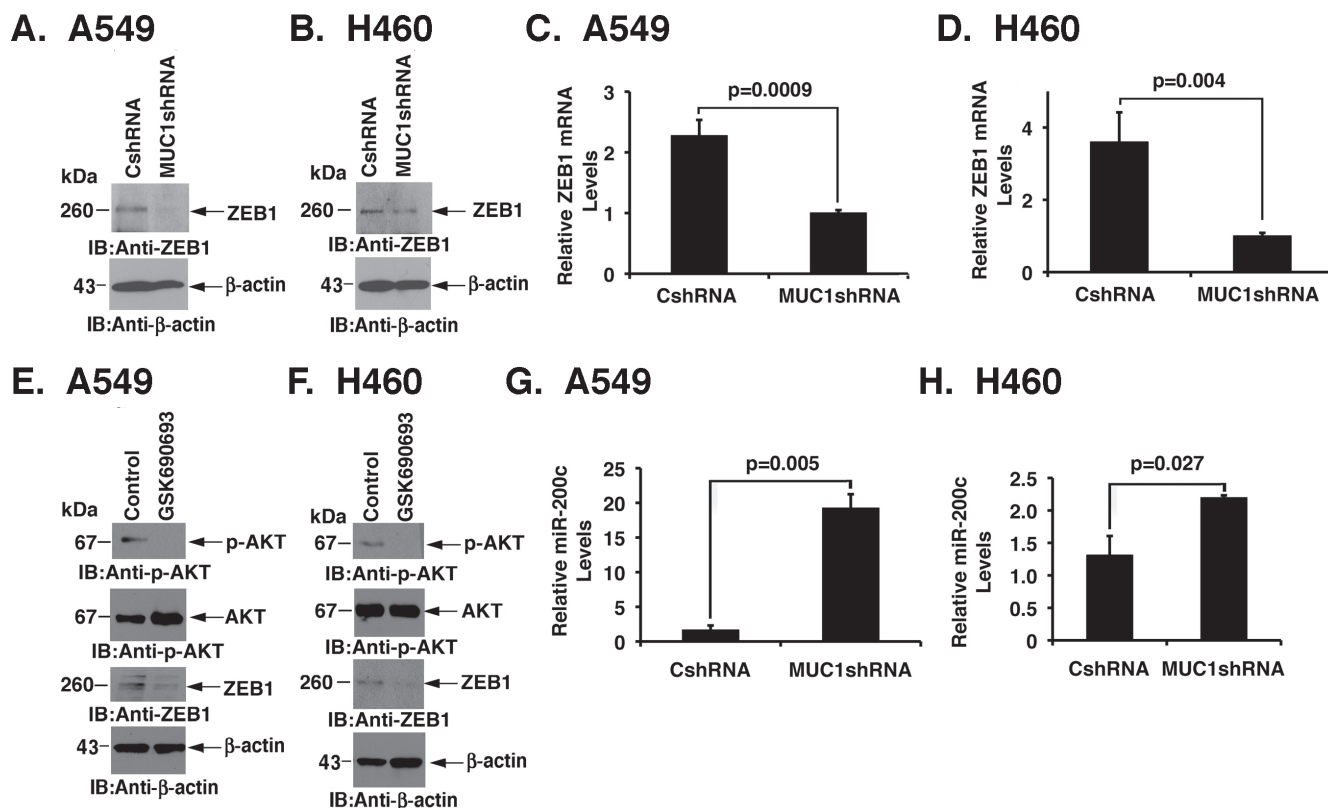 A. A549
CshRNA
MUC1shRNA
kDa
260
ZEB1
IB:Anti-ZEB1
43
β-actin
IB:Anti-β-actin
B. H460
CshRNA
MUC1shRNA
kDa
260
ZEB1
IB:Anti-ZEB1
43
β-actin
IB:Anti-β-actin
C. A549
Relative ZEB1 mRNA
Levels
3
2
1
0
p=0.0009
CshRNA MUC1shRNA
D. H460
Relative ZEB1 mRNA
Levels
4
2
0
p=0.004
CshRNA MUC1shRNA
E. A549
Control
GSK690693
kDa
67
p-AKT
IB:Anti-p-AKT
67
AKT
IB:Anti-p-AKT
260
ZEB1
IB:Anti-ZEB1
43
β-actin
IB:Anti-β-actin
F. H460
Control
GSK690693
kDa
67
p-AKT
IB:Anti-p-AKT
67
AKT
IB:Anti-p-AKT
260
ZEB1
IB:Anti-ZEB1
43
β-actin
IB:Anti-β-actin
G. A549
Relative miR-200c
Levels
25
20
15
10
5
0
p=0.005
CshRNA MUC1shRNA
H. H460
Relative miR-200c
Levels
2.5
2.0
1.5
1.0
0.5
0
p=0.027
CshRNA MUC1shRNA